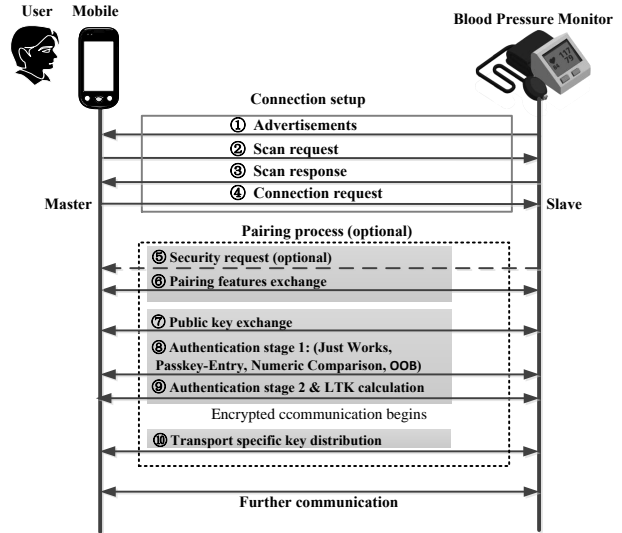 User Mobile
Blood Pressure Monitor
117
79
Connection setup
① Advertisements
② Scan request
③ Scan response
④ Connection request
Master
Slave
Pairing process (optional)
⑤ Security request (optional)
⑥ Pairing features exchange
⑦ Public key exchange
⑧ Authentication stage 1: (Just Works,
Passkey-Entry, Numeric Comparison, OOB)
⑨ Authentication stage 2 & LTK calculation
Encrypted ccommunication begins
⑩ Transport specific key distribution
Further communication